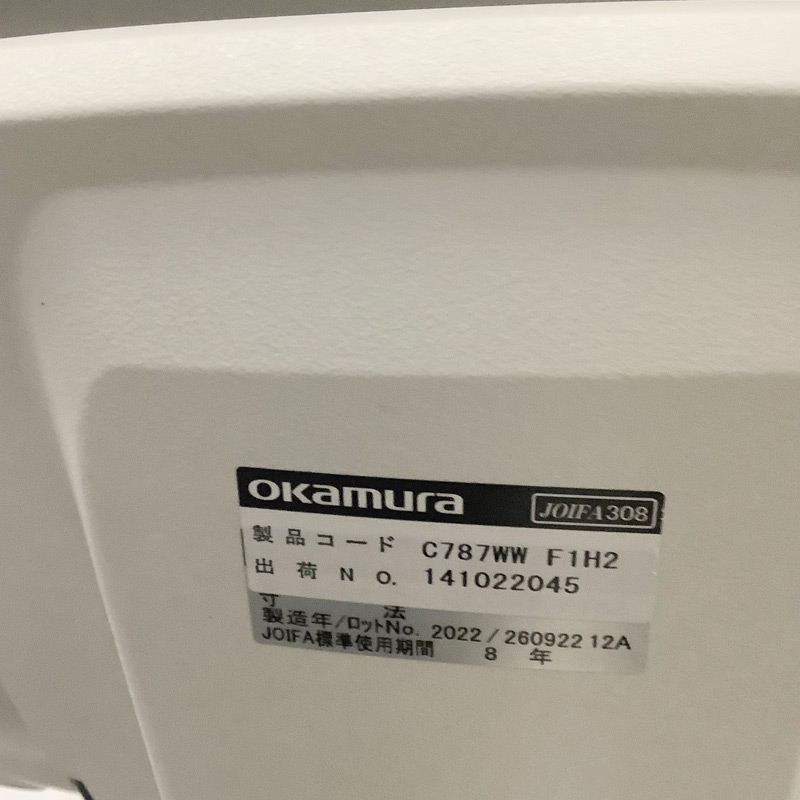 okamura JOIFA308
製品コード C787WW F1H2
出荷NO. 141022045
寸法
製造年/ロットNo. 2022/260922 12A
JOIFA標準使用期間 8年